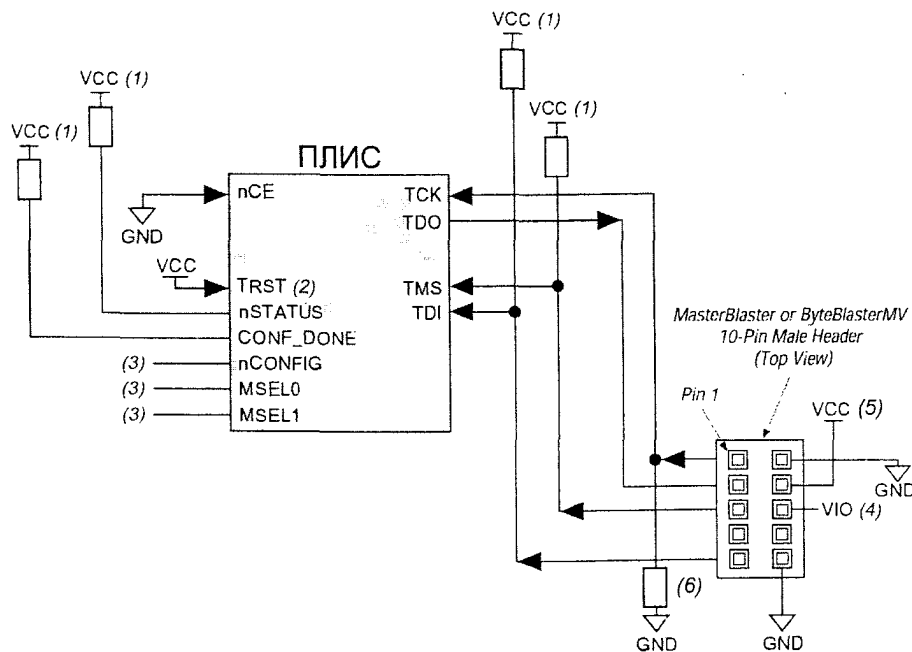 VCC (1)
VCC (1)
VCC (1)
VCC (1)
ПЛИС
nCE
GND
VCC
TRST (2)
nSTATUS
CONF_DONE
(3) nCONFIG
(3) MSEL0
(3) MSEL1
TCK
TDO
TMS
TDI
MasterBlaster or ByteBlasterMV
10-Pin Male Header
(Top View)
Pin 1
VCC (5)
GND
VIO (4)
(6)
GND
GND